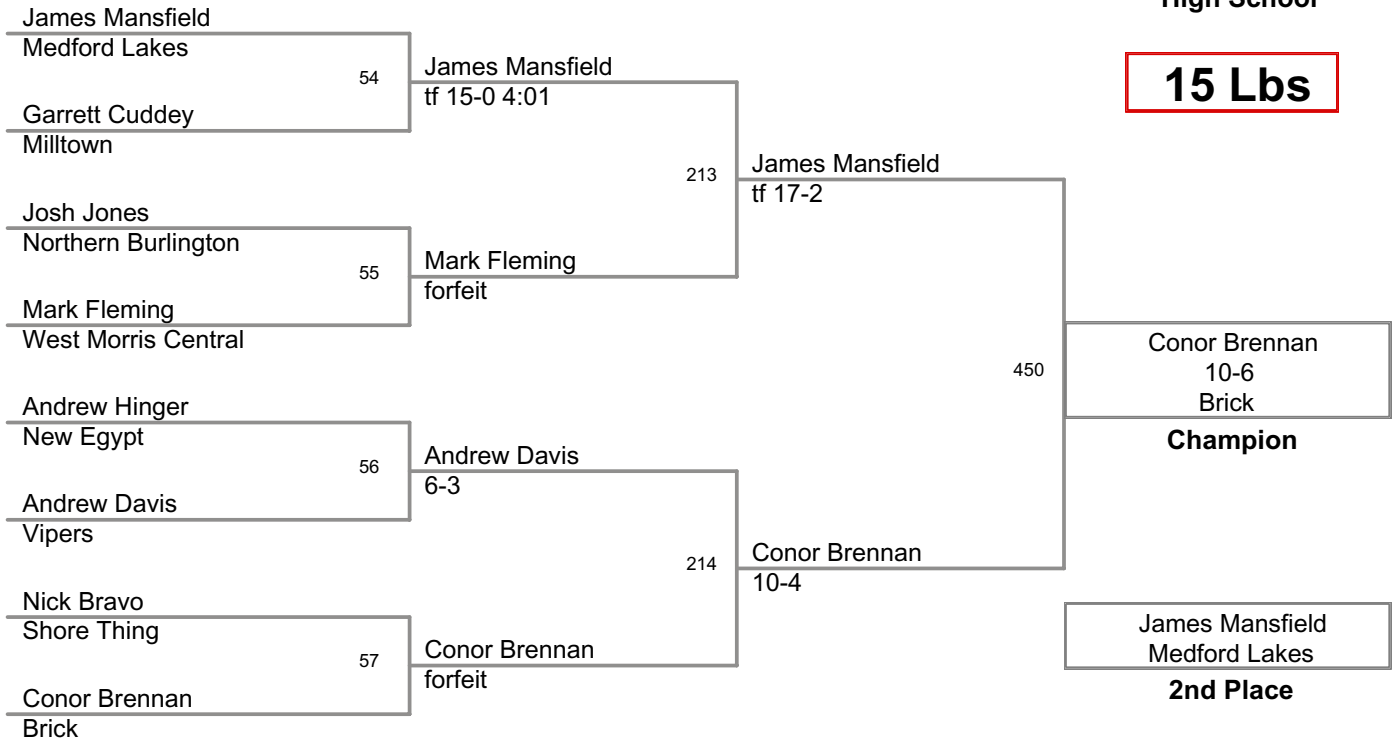 High School
15 Lbs
James Mansfield
Medford Lakes
54
Garrett Cuddey
Milltown
James Mansfield
tf 15-0 4:01
Josh Jones
Northern Burlington
55
Mark Fleming
West Morris Central
Mark Fleming
forfeit
213
James Mansfield
tf 17-2
Andrew Hinger
New Egypt
56
Andrew Davis
Vipers
Andrew Davis
6-3
Nick Bravo
Shore Thing
57
Conor Brennan
Brick
Conor Brennan
forfeit
214
Conor Brennan
10-4
450
Conor Brennan
10-6
Brick
Champion
James Mansfield
Medford Lakes
2nd Place